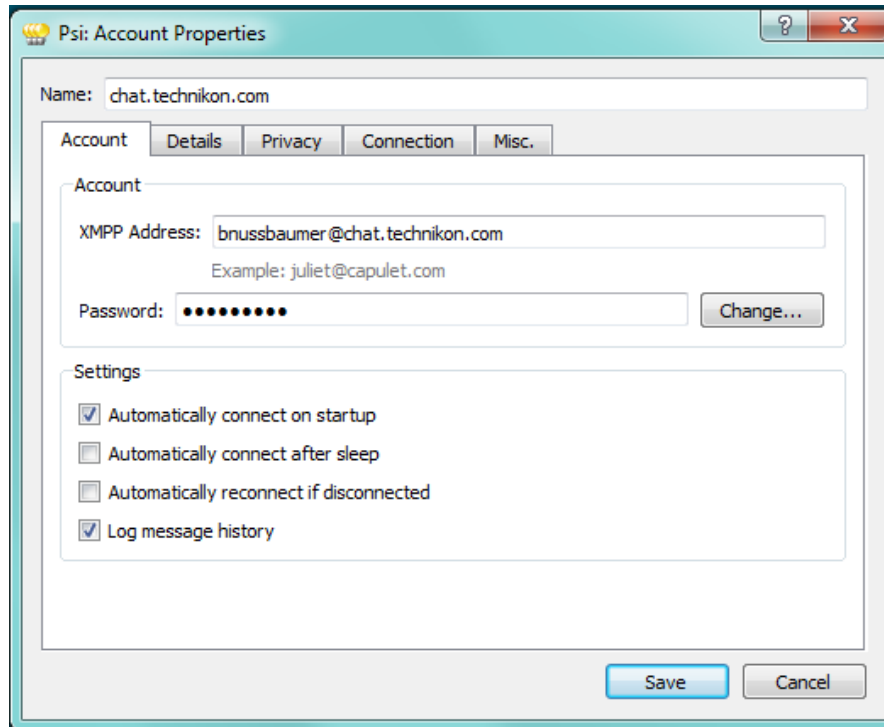 Psi: Account Properties
Name: chat.technikon.com
Account Details Privacy Connection Misc.
Account
XMPP Address: bnussbaumer@chat.technikon.com
Example: juliet@capulet.com
Password: ●●●●●●●●● Change...
Settings
Automatically connect on startup
Automatically connect after sleep
Automatically reconnect if disconnected
Log message history
Save Cancel